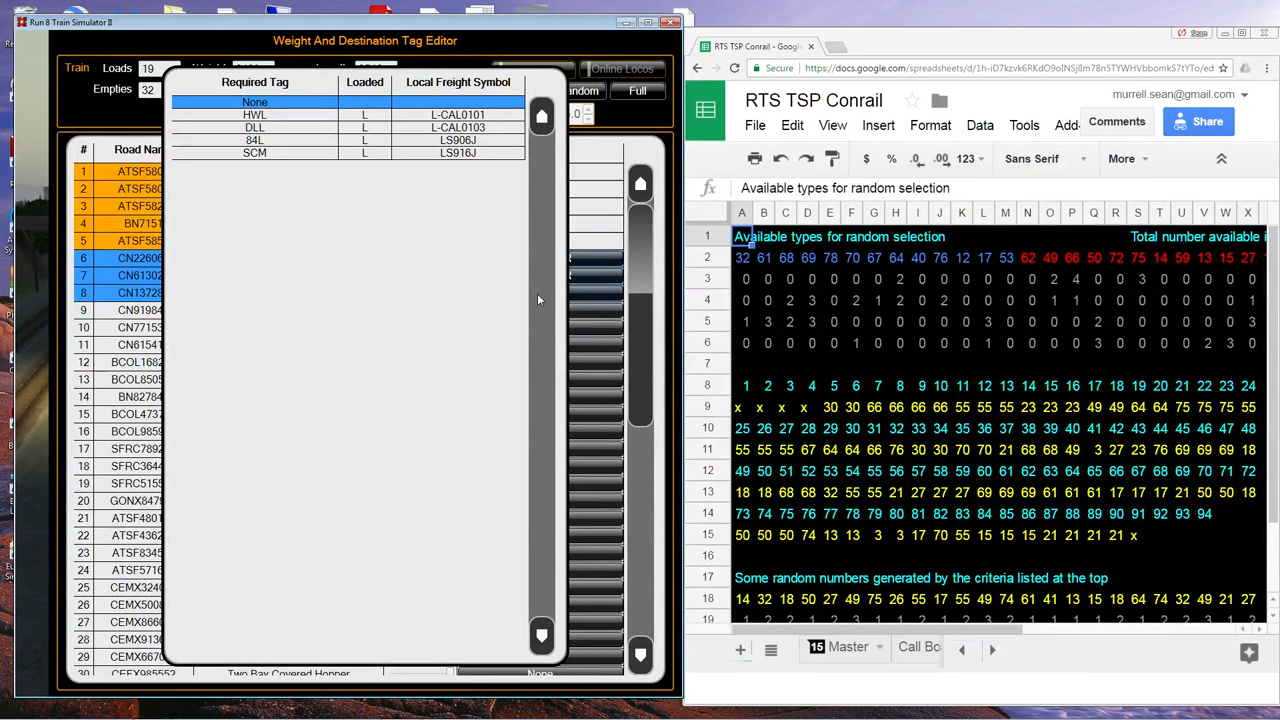 Run 8 Train Simulator II
Weight And Destination Tag Editor
Train Loads 19
Empties 32
Online Locos
Full
Required Tag Loaded Local Freight Symbol
None
HWL L L-CAL0101
DLL L L-CAL0103
84L L LS906J
SCM L LS916J
# Road Na
1 ATSF580
2 ATSF580
3 ATSF582
4 BN7151
5 ATSF585
6 CN22606
7 CN61302
8 CN13728
9 CN91984
10 CN77153
11 CN61541
12 BCOL1682
13 BCOL8505
14 BN82784
15 BCOL4737
16 BCOL9859
17 SFRC7892
18 SFRC3644
19 SFRC5155
20 GONX8479
21 ATSF4801
22 ATSF4362
23 ATSF8345
24 ATSF5716
25 CEMX3240
26 CEMX5008
27 CEMX8660
28 CEMX9136
29 CEMX6670
30 CEFX985552 Two Bay Covered Hopper None
RTS TSP Conrail - Google
Sean
Secure https://docs.google.com/spreadsheets/d/1h-iD7kzvk6RKfO9oINSjlm78n5TYWHVbbomkS7tYTo/ed
RTS TSP Conrail
murrell.sean@gmail.com
File Edit View Insert Format Data Tools Add-
Comments
Share
$ % .0 .00 123 Sans Serif More
fx Available types for random selection
A B C D E F G H I J K L M N O P Q R S T U V W X
1 Available types for random selection Total number available i
2 32 61 68 69 78 70 67 64 40 76 12 17 53 62 49 66 50 72 75 14 59 13 15 27
3 0 0 0 0 0 0 0 2 0 0 0 0 0 0 1 4 0 0 3 0 0 0 0 0
4 0 0 2 2 0 2 1 2 0 0 0 2 0 0 0 1 0 0 0 2 0 0 0 1
5 1 3 2 2 0 0 0 0 0 0 0 3 0 0 0 0 2 0 0 0 1 0 0 3
6 0 0 0 0 0 1 0 0 0 0 0 1 0 0 0 0 3 0 0 0 0 2 3 0
7
8 1 2 3 4 5 6 7 8 9 10 11 12 13 14 15 16 17 18 19 20 21 22 23 24
9 x x x x 30 30 66 66 66 66 55 55 55 23 23 23 49 49 64 64 75 75 75 55
10 25 26 27 28 29 30 31 32 33 34 35 36 37 38 39 40 41 42 43 44 45 46 47 48
11 55 55 55 67 64 64 66 76 30 30 70 70 21 68 68 49 3 27 23 23 61 61 61 55
12 49 50 51 52 53 54 55 56 57 58 59 60 61 62 63 64 65 66 67 68 69 70 71 72
13 18 18 68 68 32 55 55 21 27 27 27 69 69 69 61 61 17 17 17 21 21 50 50 18
14 73 74 75 76 77 78 79 80 81 82 83 84 85 86 87 88 89 90 91 92 93 94
15 50 50 50 74 13 13 3 3 17 70 55 15 15 15 21 21 21 21 x
16
17 Some random numbers generated by the criteria listed at the top
18 14 32 18 50 27 49 75 26 55 17 55 49 74 61 41 13 15 18 64 74 32 49 21 27
19
15 Master